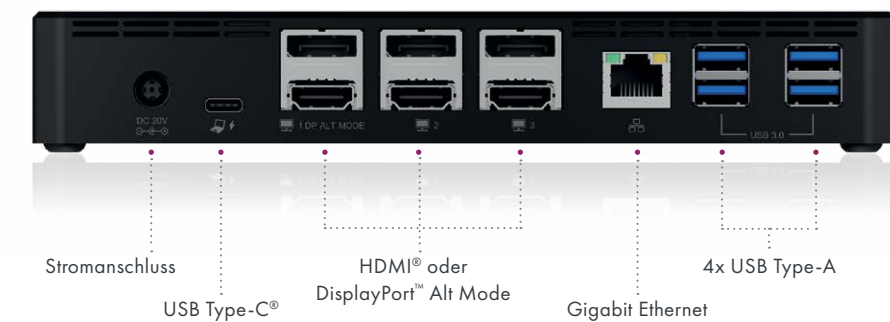 DC 20V
1 DP ALT MODE
2
3
USB 3.0
Stromanschluss
USB Type-C®
HDMI® oder
DisplayPort™ Alt Mode
Gigabit Ethernet
4x USB Type-A